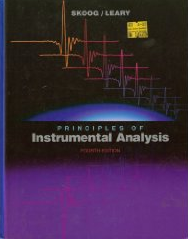 SKOOG / LEARY
PRINCIPLES OF
Instrumental Analysis
FOURTH EDITION